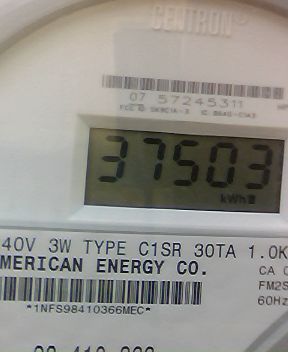 CENTRON®
07 57245311
37503
kWh
40V 3W TYPE C1SR 30TA 1.0K
MERICAN ENERGY CO.
CA 0
FM2S
60Hz
*1NFS98410366MEC*